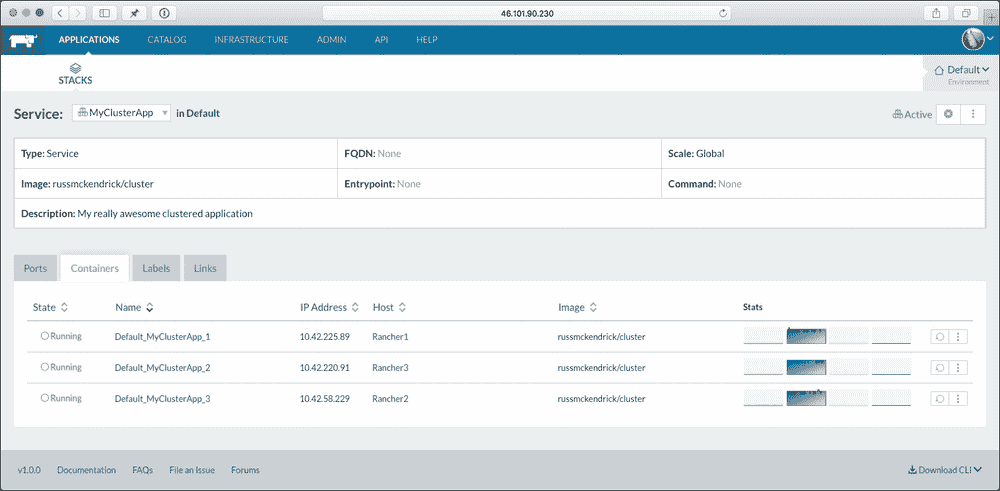 46.101.90.230
APPLICATIONS CATALOG INFRASTRUCTURE ADMIN API HELP
STACKS
Default
Environment
Service: MyClusterApp in Default
Active
Type: Service FQDN: None Scale: Global
Image: russmckendrick/cluster Entrypoint: None Command: None
Description: My really awesome clustered application
Ports Containers Labels Links
State Name IP Address Host Image Stats
Running Default_MyClusterApp_1 10.42.225.89 Rancher1 russmckendrick/cluster
Running Default_MyClusterApp_2 10.42.220.91 Rancher3 russmckendrick/cluster
Running Default_MyClusterApp_3 10.42.58.229 Rancher2 russmckendrick/cluster
v1.0.0 Documentation FAQs File an Issue Forums Download CLI